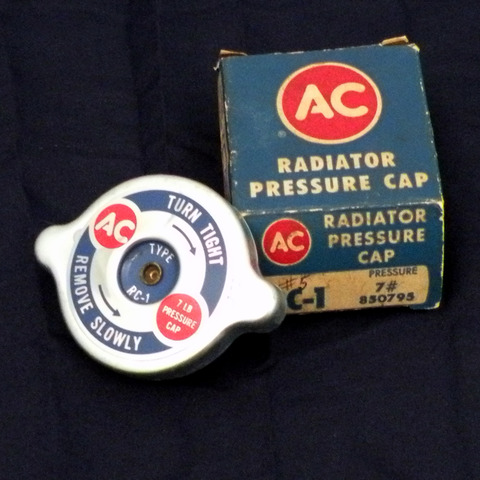 AC
RADIATOR
PRESSURE CAP
AC
RADIATOR
PRESSURE
CAP
#5
C-1
PRESSURE
7#
850795
AC
TURN TIGHT
TYPE
RC-1
7 LB
PRESSURE
CAP
REMOVE SLOWLY